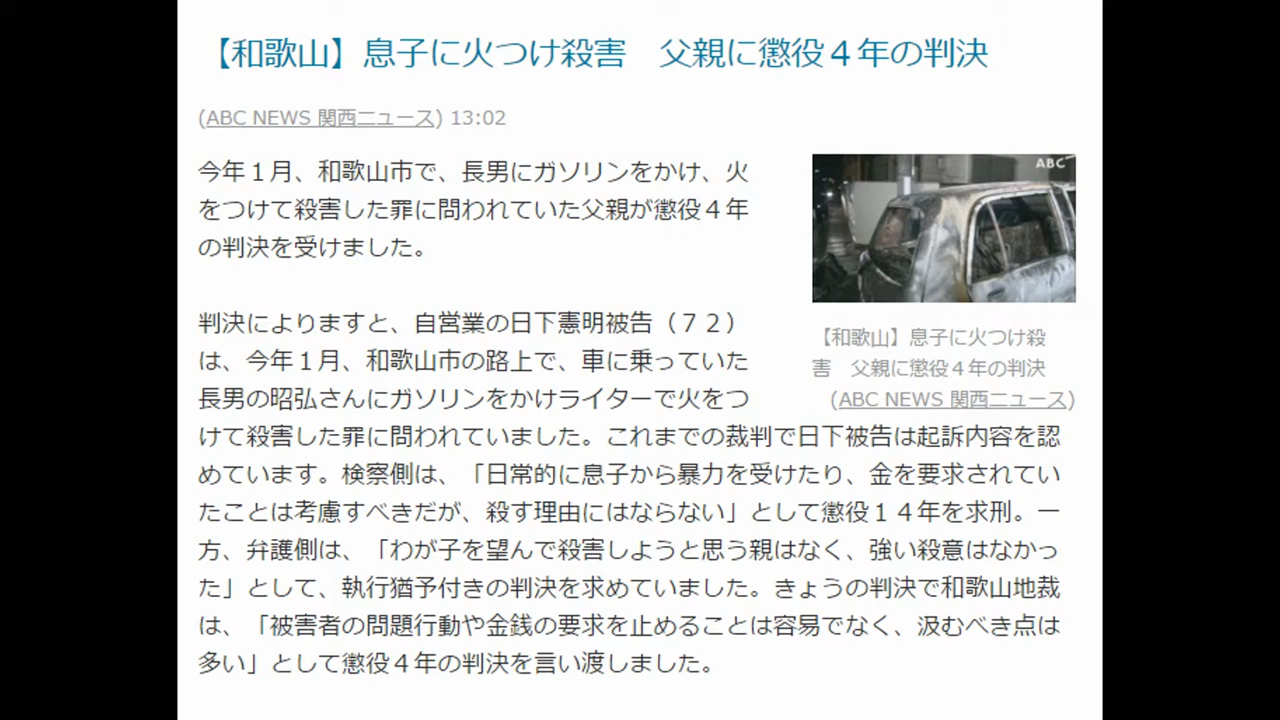 【和歌山】息子に火つけ殺害　父親に懲役４年の判決
(ABC NEWS 関西ニュース) 13:02
今年１月、和歌山市で、長男にガソリンをかけ、火
をつけて殺害した罪に問われていた父親が懲役４年
の判決を受けました。
判決によりますと、自営業の日下憲明被告（７２）
は、今年１月、和歌山市の路上で、車に乗っていた
長男の昭弘さんにガソリンをかけライターで火をつ
けて殺害した罪に問われていました。これまでの裁判で日下被告は起訴内容を認
めています。検察側は、「日常的に息子から暴力を受けたり、金を要求されてい
たことは考慮すべきだが、殺す理由にはならない」として懲役１４年を求刑。一
方、弁護側は、「わが子を望んで殺害しようと思う親はなく、強い殺意はなかっ
た」として、執行猶予付きの判決を求めていました。きょうの判決で和歌山地裁
は、「被害者の問題行動や金銭の要求を止めることは容易でなく、汲むべき点は
多い」として懲役４年の判決を言い渡しました。
ABC
【和歌山】息子に火つけ殺
害　父親に懲役４年の判決
(ABC NEWS 関西ニュース)